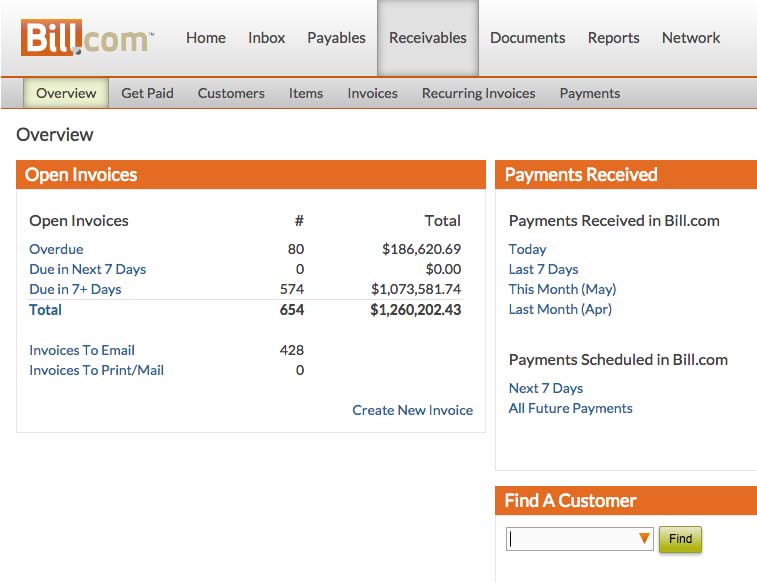 Bill.com™
Home Inbox Payables Receivables Documents Reports Network
Overview Get Paid Customers Items Invoices Recurring Invoices Payments
Overview
Open Invoices
Open Invoices # Total
Overdue 80 $186,620.69
Due in Next 7 Days 0 $0.00
Due in 7+ Days 574 $1,073,581.74
Total 654 $1,260,202.43
Invoices To Email 428
Invoices To Print/Mail 0
Create New Invoice
Payments Received
Payments Received in Bill.com
Today
Last 7 Days
This Month (May)
Last Month (Apr)
Payments Scheduled in Bill.com
Next 7 Days
All Future Payments
Find A Customer
Find